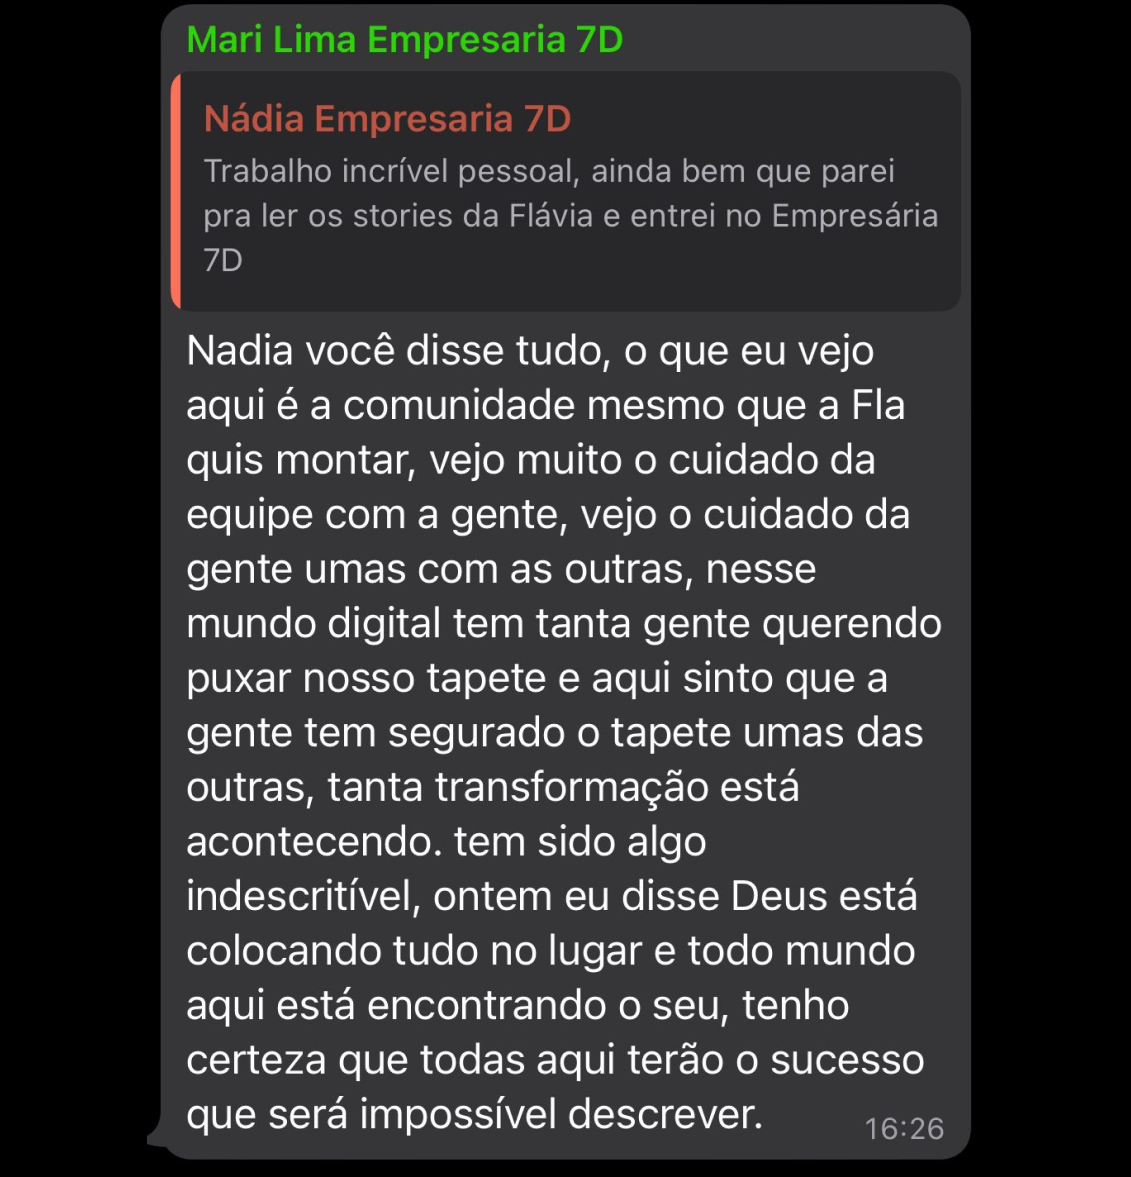 Mari Lima Empresaria 7D
Nádia Empresaria 7D
Trabalho incrível pessoal, ainda bem que parei
pra ler os stories da Flávia e entrei no Empresária
7D
Nadia você disse tudo, o que eu vejo
aqui é a comunidade mesmo que a Fla
quis montar, vejo muito o cuidado da
equipe com a gente, vejo o cuidado da
gente umas com as outras, nesse
mundo digital tem tanta gente querendo
puxar nosso tapete e aqui sinto que a
gente tem segurado o tapete umas das
outras, tanta transformação está
acontecendo. tem sido algo
indescritível, ontem eu disse Deus está
colocando tudo no lugar e todo mundo
aqui está encontrando o seu, tenho
certeza que todas aqui terão o sucesso
que será impossível descrever.
16:26